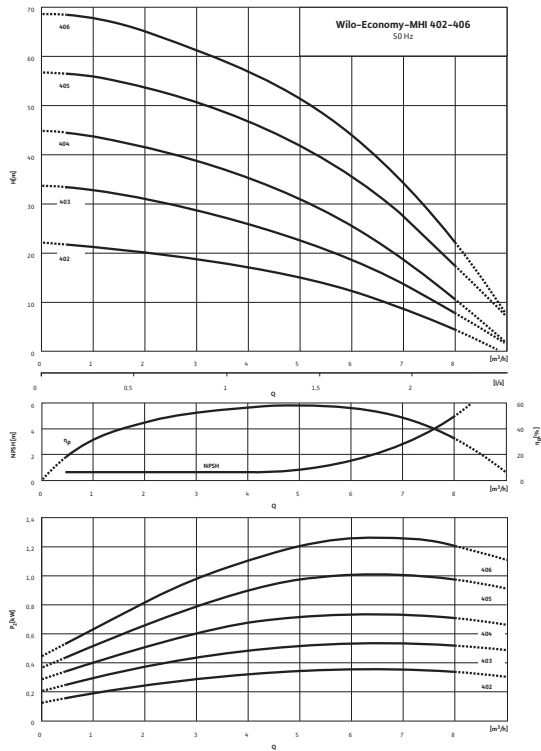 Wilo-Economy-MHI 402-406
50 Hz
70
60
50
40
30
20
10
0
H[m]
406
405
404
403
402
0 1 2 3 4 5 6 7 8 [m³/h]
0 0,5 1 1,5 2 [l/s]
Q
6
4
2
0
NPSH[m]
ηp
NPSH
60
40
20
0
ηp[%]
0 1 2 3 4 5 6 7 8 [m³/h]
Q
1,4
1,2
1,0
0,8
0,6
0,4
0,2
0
P₂[kW]
406
405
404
403
402
0 1 2 3 4 5 6 7 8 [m³/h]
Q